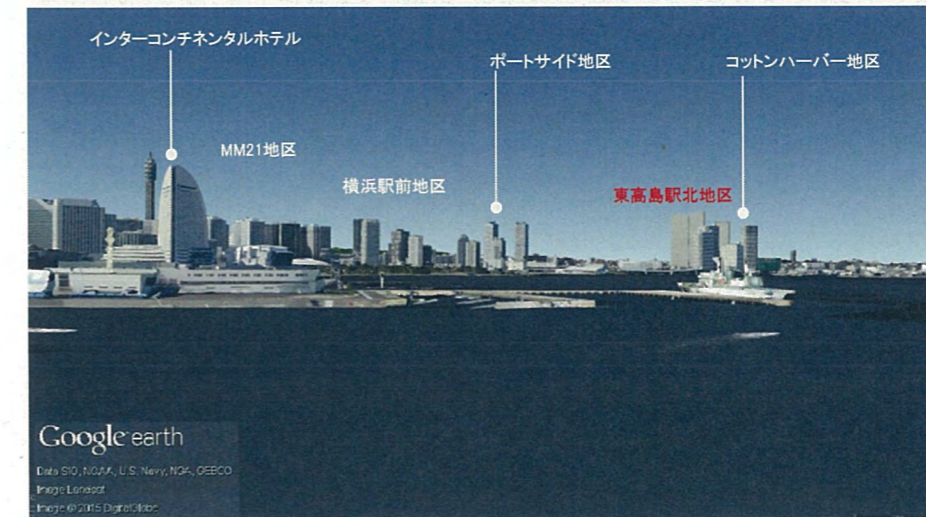 インターコンチネンタルホテル
ポートサイド地区
コットンハーバー地区
MM21地区
横浜駅前地区
東高島駅北地区
Google earth
Data SIO, NOAA, U.S. Navy, NGA, GEBCO
Image Landsat
Image © 2015 DigitalGlobe